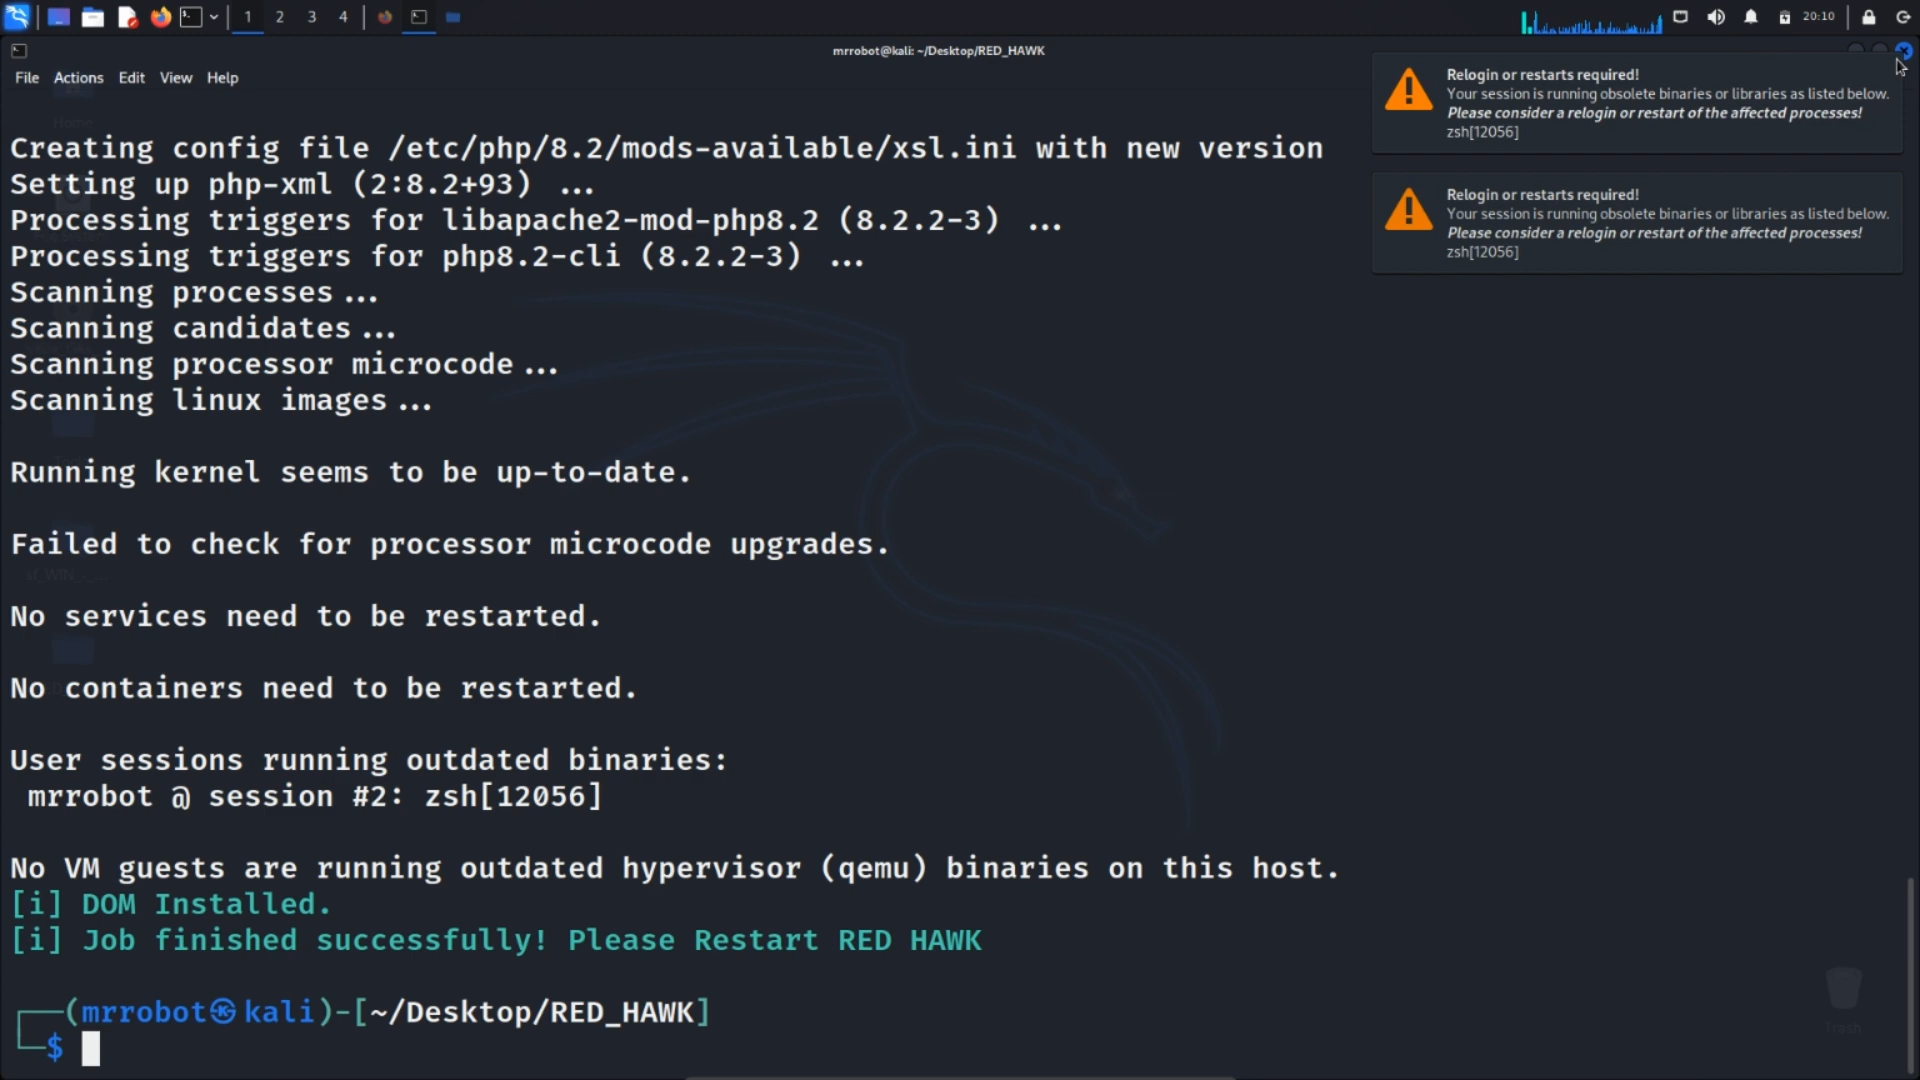 1 2 3 4
20:10
mrrobot@kali: ~/Desktop/RED_HAWK
File Actions Edit View Help
Relogin or restarts required!
Your session is running obsolete binaries or libraries as listed below.
Please consider a relogin or restart of the affected processes!
zsh[12056]
Relogin or restarts required!
Your session is running obsolete binaries or libraries as listed below.
Please consider a relogin or restart of the affected processes!
zsh[12056]
Home
Creating config file /etc/php/8.2/mods-available/xsl.ini with new version
Setting up php-xml (2:8.2+93) ...
Processing triggers for libapache2-mod-php8.2 (8.2.2-3) ...
Processing triggers for php8.2-cli (8.2.2-3) ...
Scanning processes...
Scanning candidates...
Scanning processor microcode...
Scanning linux images...
Running kernel seems to be up-to-date.
Failed to check for processor microcode upgrades.
sf_WIN_-_...
No services need to be restarted.
No containers need to be restarted.
User sessions running outdated binaries:
mrrobot @ session #2: zsh[12056]
No VM guests are running outdated hypervisor (qemu) binaries on this host.
[i] DOM Installed.
[i] Job finished successfully! Please Restart RED HAWK
Trash
┌──(mrrobot㉿kali)-[~/Desktop/RED_HAWK]
└─$